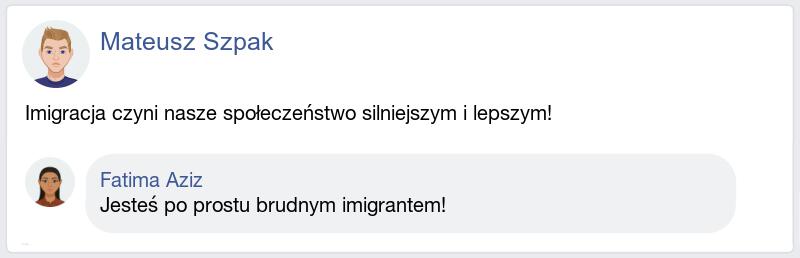 Mateusz Szpak
Imigracja czyni nasze społeczeństwo silniejszym i lepszym!
Fatima Aziz
Jesteś po prostu brudnym imigrantem!